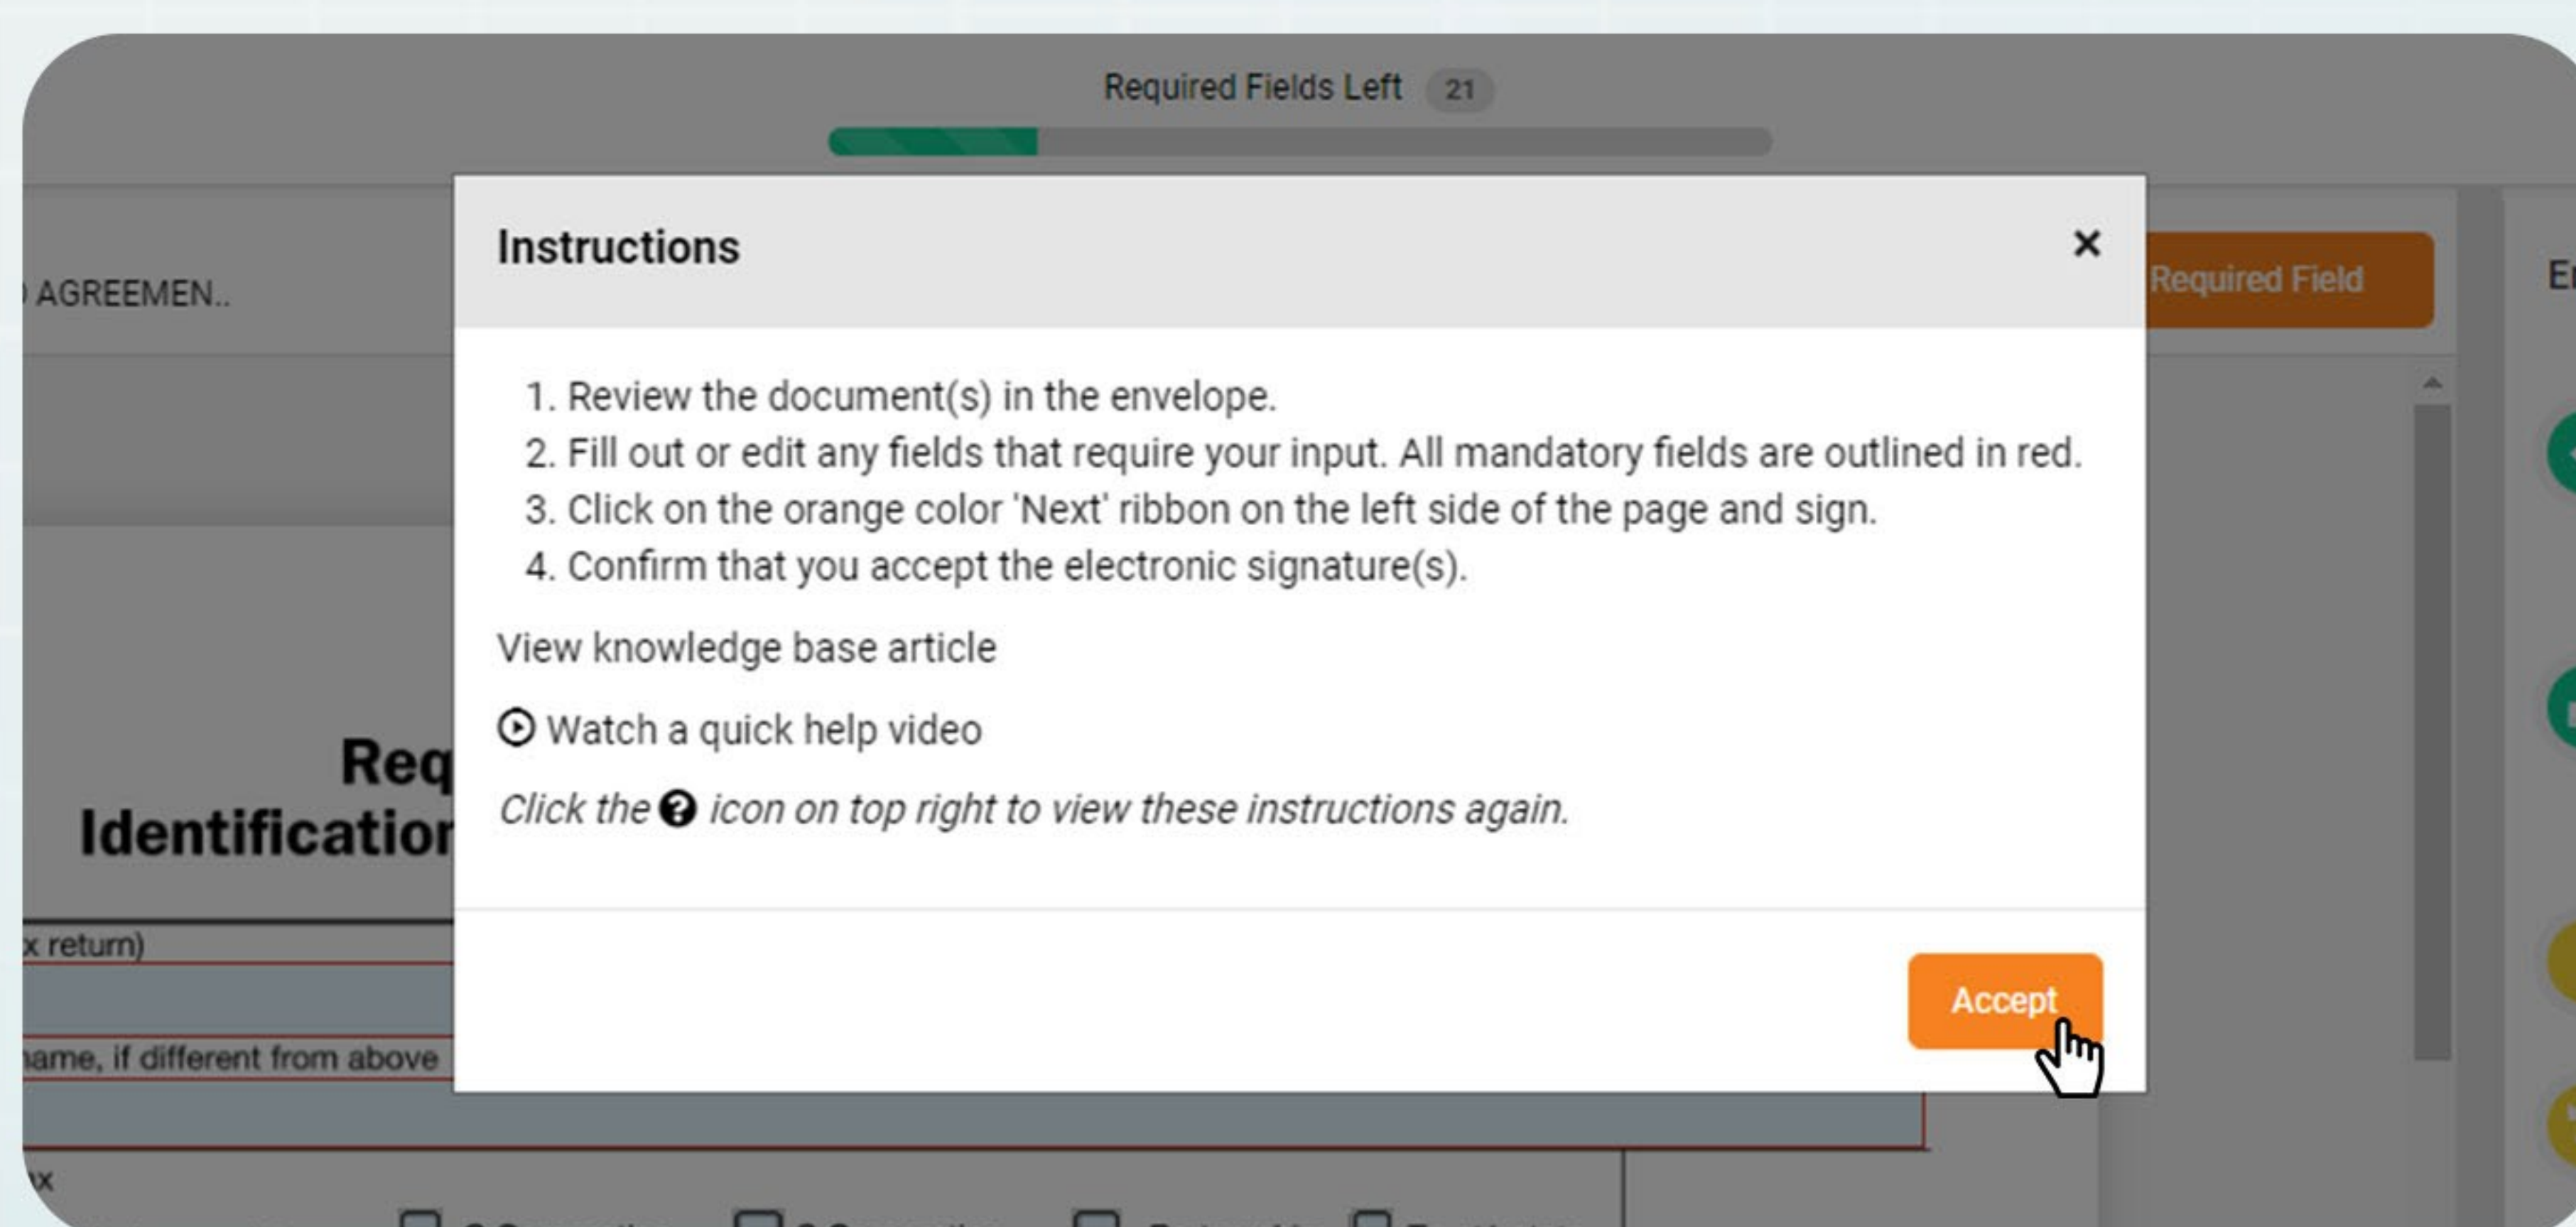 Required Fields Left 21
AGREEMEN..
Required Field
Instructions
1. Review the document(s) in the envelope.
2. Fill out or edit any fields that require your input. All mandatory fields are outlined in red.
3. Click on the orange color 'Next' ribbon on the left side of the page and sign.
4. Confirm that you accept the electronic signature(s).
View knowledge base article
Watch a quick help video
Click the ? icon on top right to view these instructions again.
Accept
Req
Identification
x return)
name, if different from above